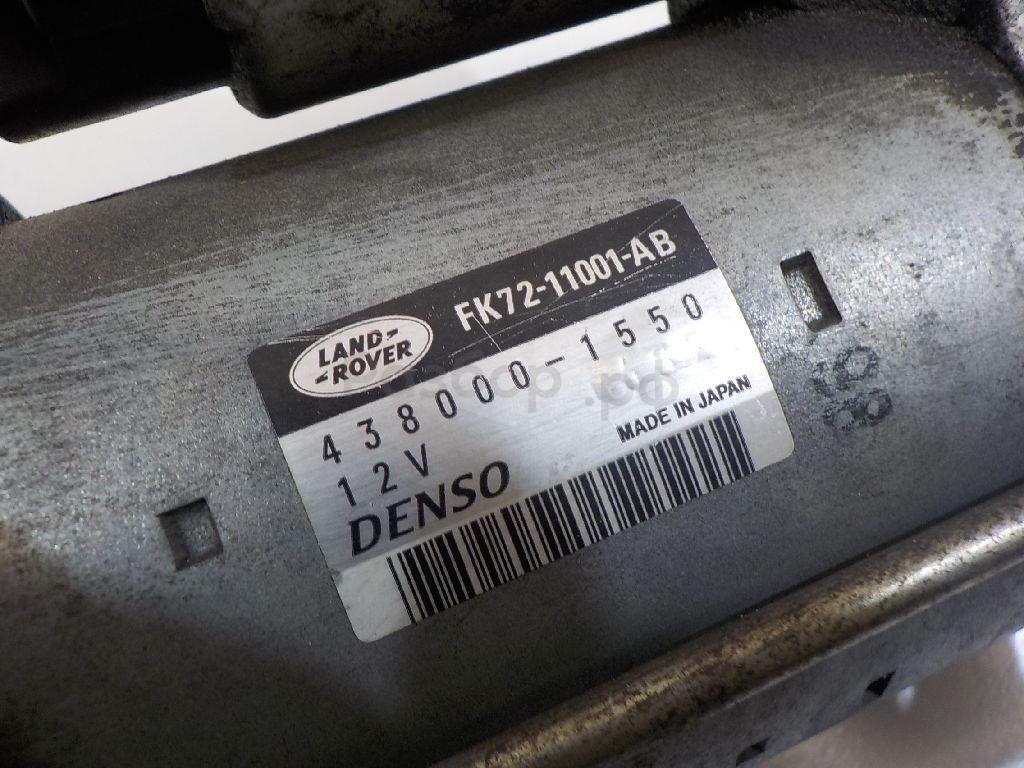 LAND-
-ROVER
FK72-11001-AB
438000-1550
12V
MADE IN JAPAN
DENSO